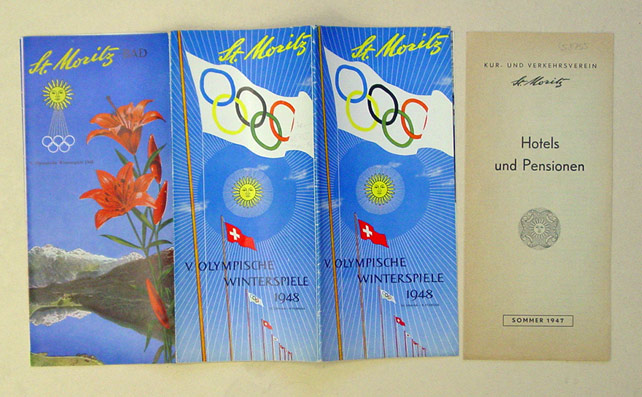 St. Moritz BAD
St. Moritz
V. OLYMPISCHE
WINTERSPIELE
1948
St. Moritz
V. OLYMPISCHE
WINTERSPIELE
1948
KUR- UND VERKEHRSVEREIN
St. Moritz
Hotels
und Pensionen
SOMMER 1947